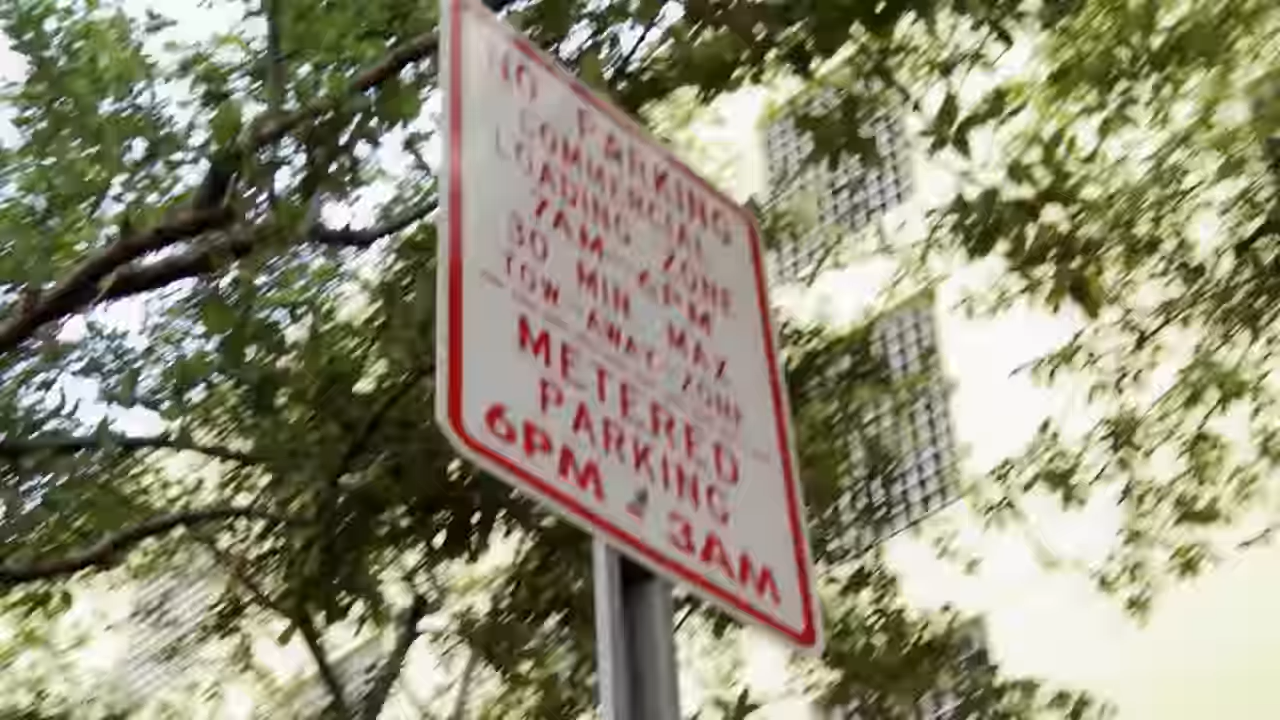 NO PARKING
COMMERCIAL
LOADING ZONE
7AM - 6PM
30 MIN MAX
TOW AWAY ZONE
METERED
PARKING
6PM - 3AM